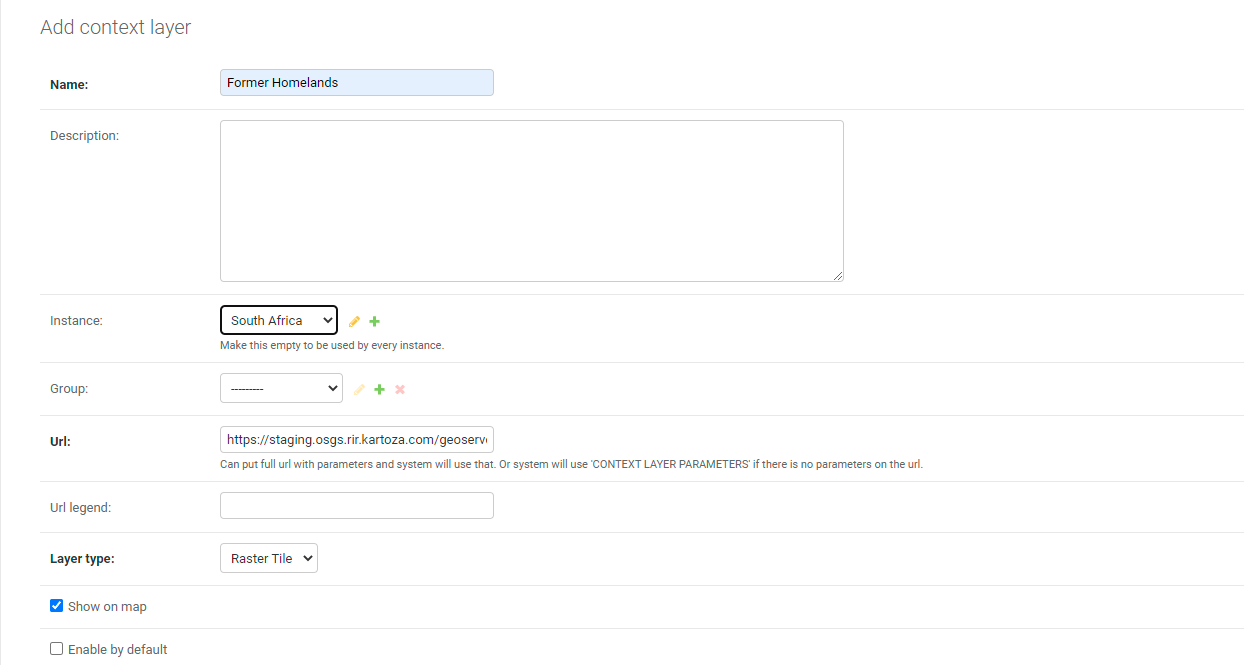 Add context layer
Name:
Former Homelands
Description:
Instance:
South Africa
Make this empty to be used by every instance.
Group:
---------
Url:
https://staging.osgs.rir.kartoza.com/geoserv
Can put full url with parameters and system will use that. Or system will use 'CONTEXT LAYER PARAMETERS' if there is no parameters on the url.
Url legend:
Layer type:
Raster Tile
Show on map
Enable by default